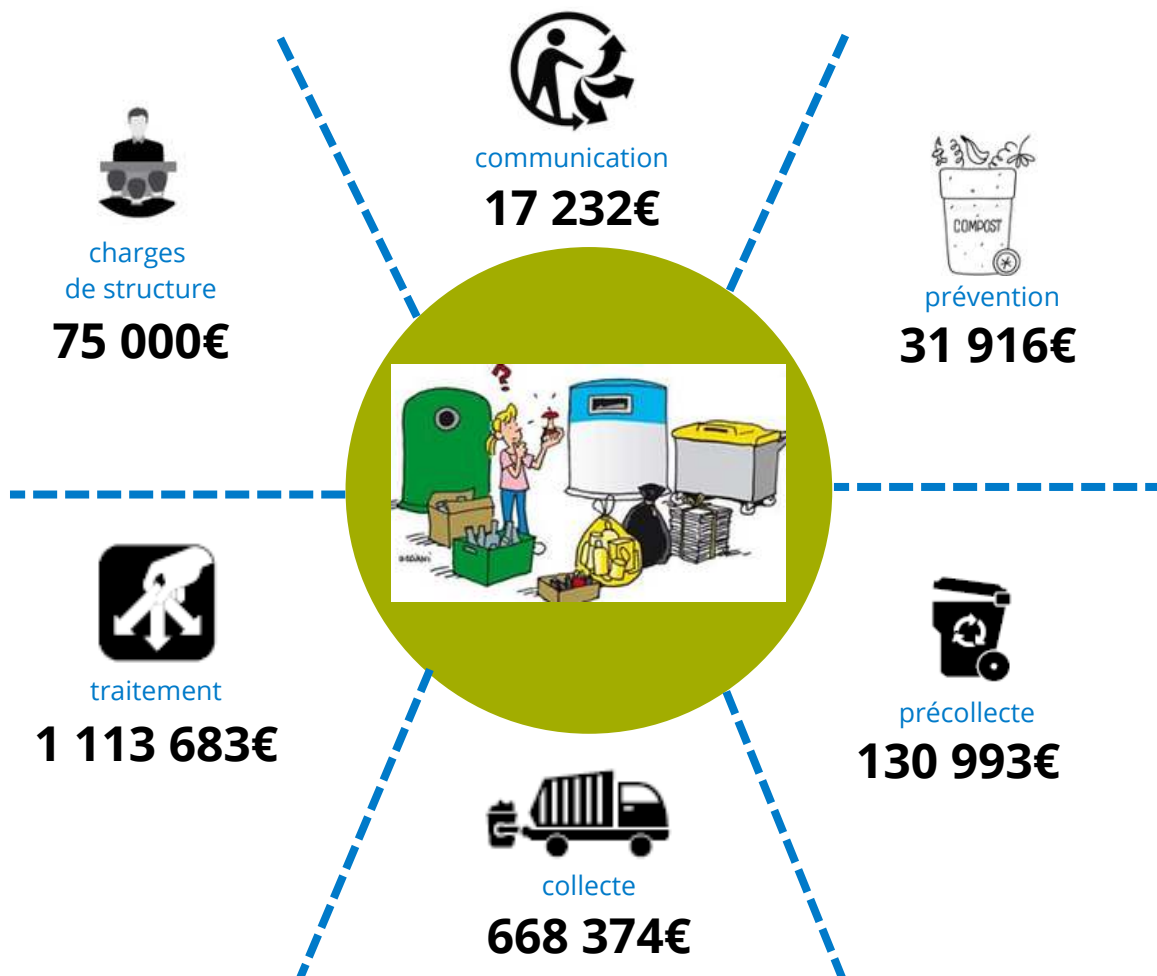 communication
17 232€
charges
de structure
75 000€
COMPOST
prévention
31 916€
?
traitement
1 113 683€
précollecte
130 993€
collecte
668 374€